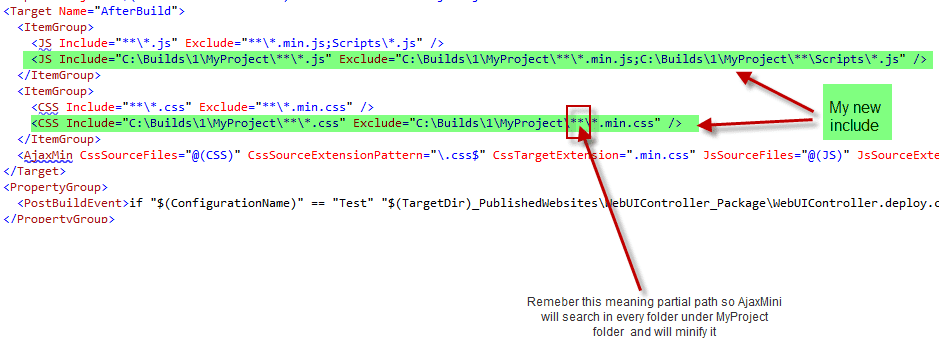 <Target Name="AfterBuild">
<ItemGroup>
<JS Include="**\*.js" Exclude="**\*.min.js;Scripts\*.js" />
<JS Include="C:\Builds\1\MyProject\**\*.js" Exclude="C:\Builds\1\MyProject\**\*.min.js;C:\Builds\1\MyProject\**\Scripts\*.js" />
</ItemGroup>
<ItemGroup>
<CSS Include="**\*.css" Exclude="**\*.min.css" />
<CSS Include="C:\Builds\1\MyProject\**\*.css" Exclude="C:\Builds\1\MyProject\**\*.min.css" />
</ItemGroup>
<AjaxMin CssSourceFiles="@(CSS)" CssSourceExtensionPattern="\.css$" CssTargetExtension=".min.css" JsSourceFiles="@(JS)" JsSourceExte
</Target>
<PropertyGroup>
<PostBuildEvent>if "$(ConfigurationName)" == "Test" "$(TargetDir)_PublishedWebsites\WebUIController_Package\WebUIController.deploy.c
</PropertyGroup>
My new
include
Remeber this meaning partial path so AjaxMini
will search in every folder under MyProject
folder and will minify it